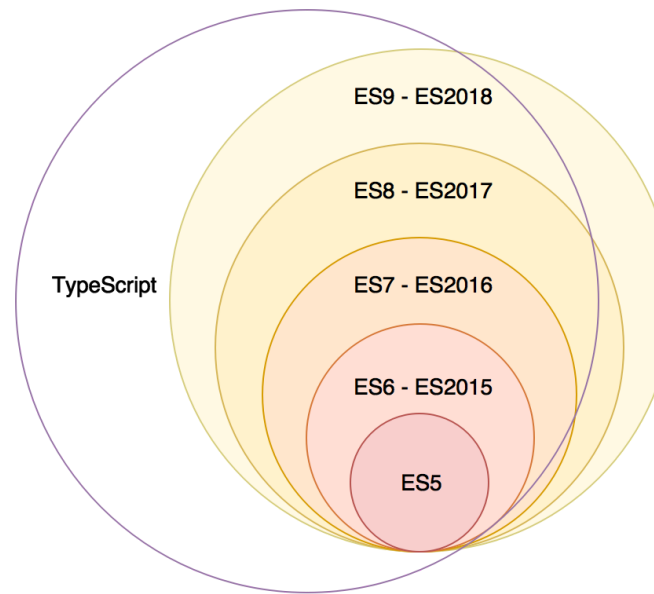 ES9 - ES2018
ES8 - ES2017
TypeScript
ES7 - ES2016
ES6 - ES2015
ES5